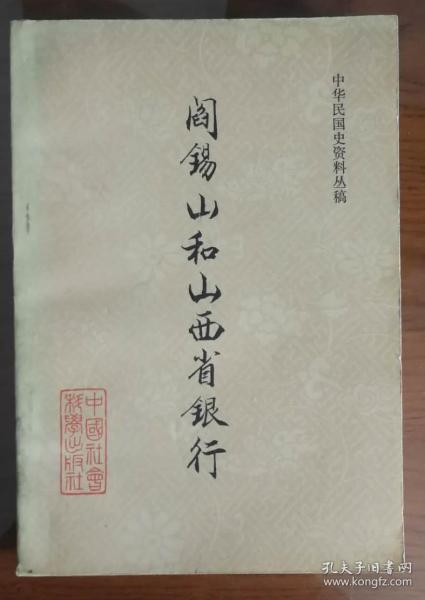 中华民国史资料丛稿
阎锡山和山西省銀行
中國社會
科學出版社
孔夫子旧书网
www.kongfz.com